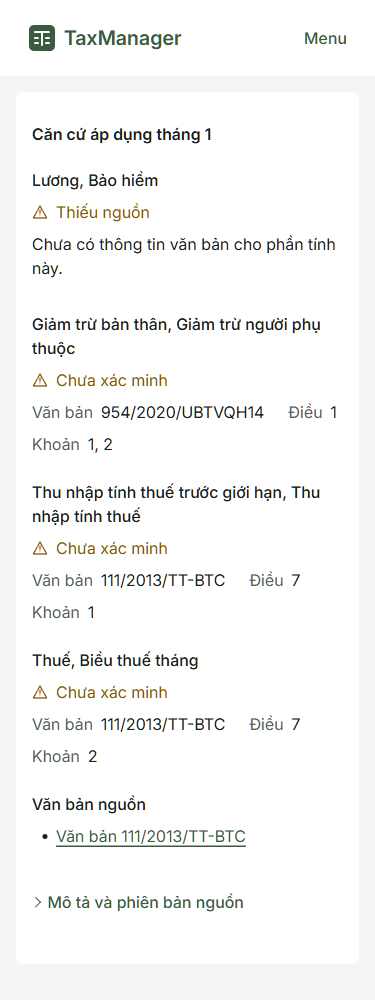 TaxManager
Menu
Căn cứ áp dụng tháng 1
Lương, Bảo hiểm
Thiếu nguồn
Chưa có thông tin văn bản cho phần tính
này.
Giảm trừ bản thân, Giảm trừ người phụ
thuộc
Chưa xác minh
Văn bản 954/2020/UBTVQH14 Điều 1
Khoản 1, 2
Thu nhập tính thuế trước giới hạn, Thu
nhập tính thuế
Chưa xác minh
Văn bản 111/2013/TT-BTC Điều 7
Khoản 1
Thuế, Biểu thuế tháng
Chưa xác minh
Văn bản 111/2013/TT-BTC Điều 7
Khoản 2
Văn bản nguồn
• Văn bản 111/2013/TT-BTC
Mô tả và phiên bản nguồn